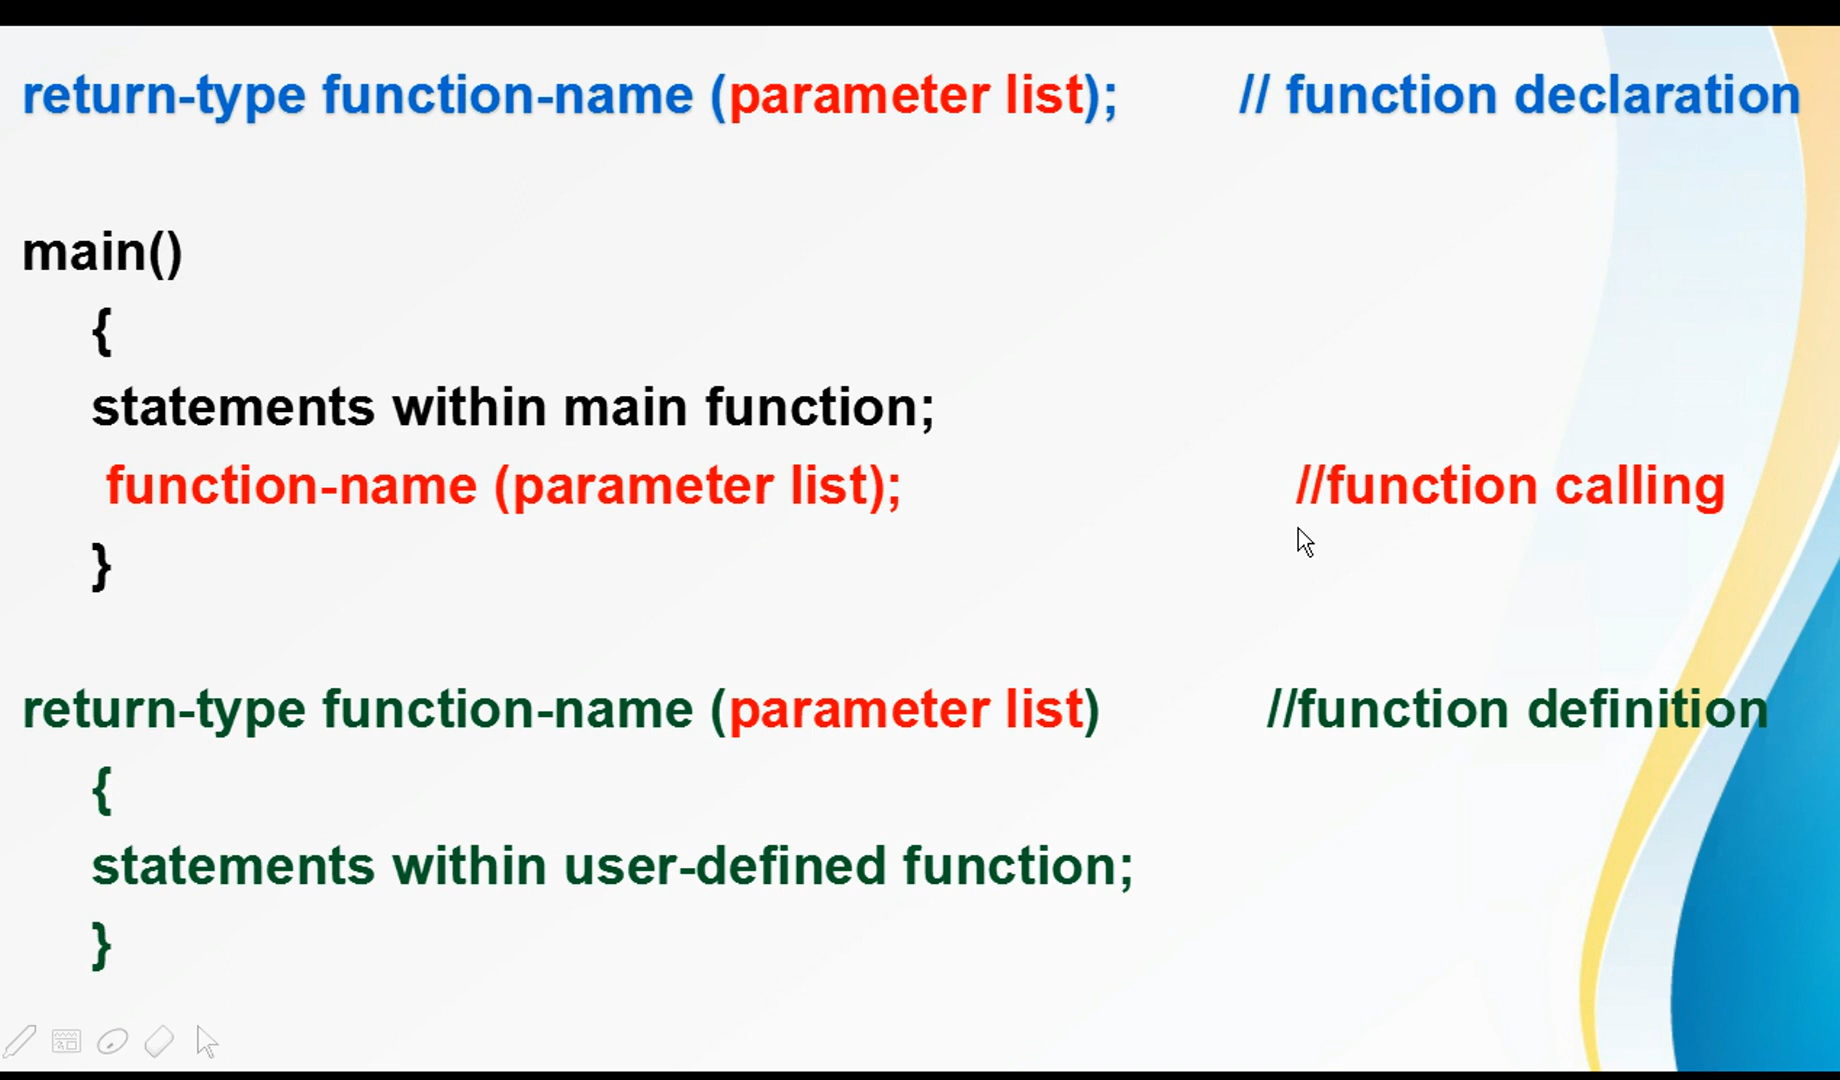 return-type function-name (parameter list); // function declaration
main()
{
statements within main function;
function-name (parameter list); //function calling
}
return-type function-name (parameter list) //function definition
{
statements within user-defined function;
}